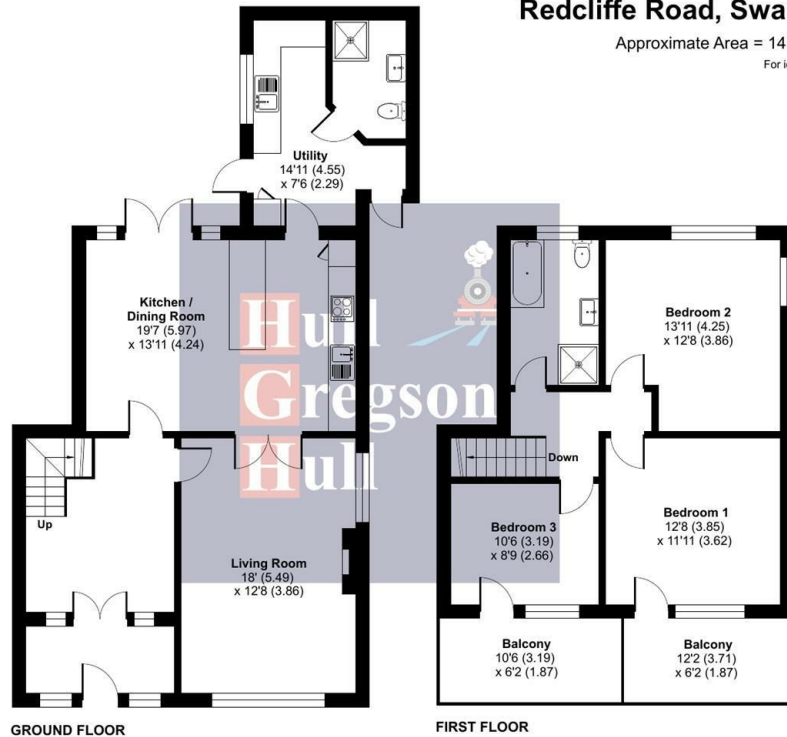 Redcliffe Road, Swa
Approximate Area = 14
For i
Utility
14'11 (4.55)
x 7'6 (2.29)
Kitchen /
Dining Room
19'7 (5.97)
x 13'11 (4.24)
Bedroom 2
13'11 (4.25)
x 12'8 (3.86)
Hull
Gregson
Hull
Up
Down
Living Room
18' (5.49)
x 12'8 (3.86)
Bedroom 3
10'6 (3.19)
x 8'9 (2.66)
Bedroom 1
12'8 (3.85)
x 11'11 (3.62)
Balcony
10'6 (3.19)
x 6'2 (1.87)
Balcony
12'2 (3.71)
x 6'2 (1.87)
GROUND FLOOR
FIRST FLOOR